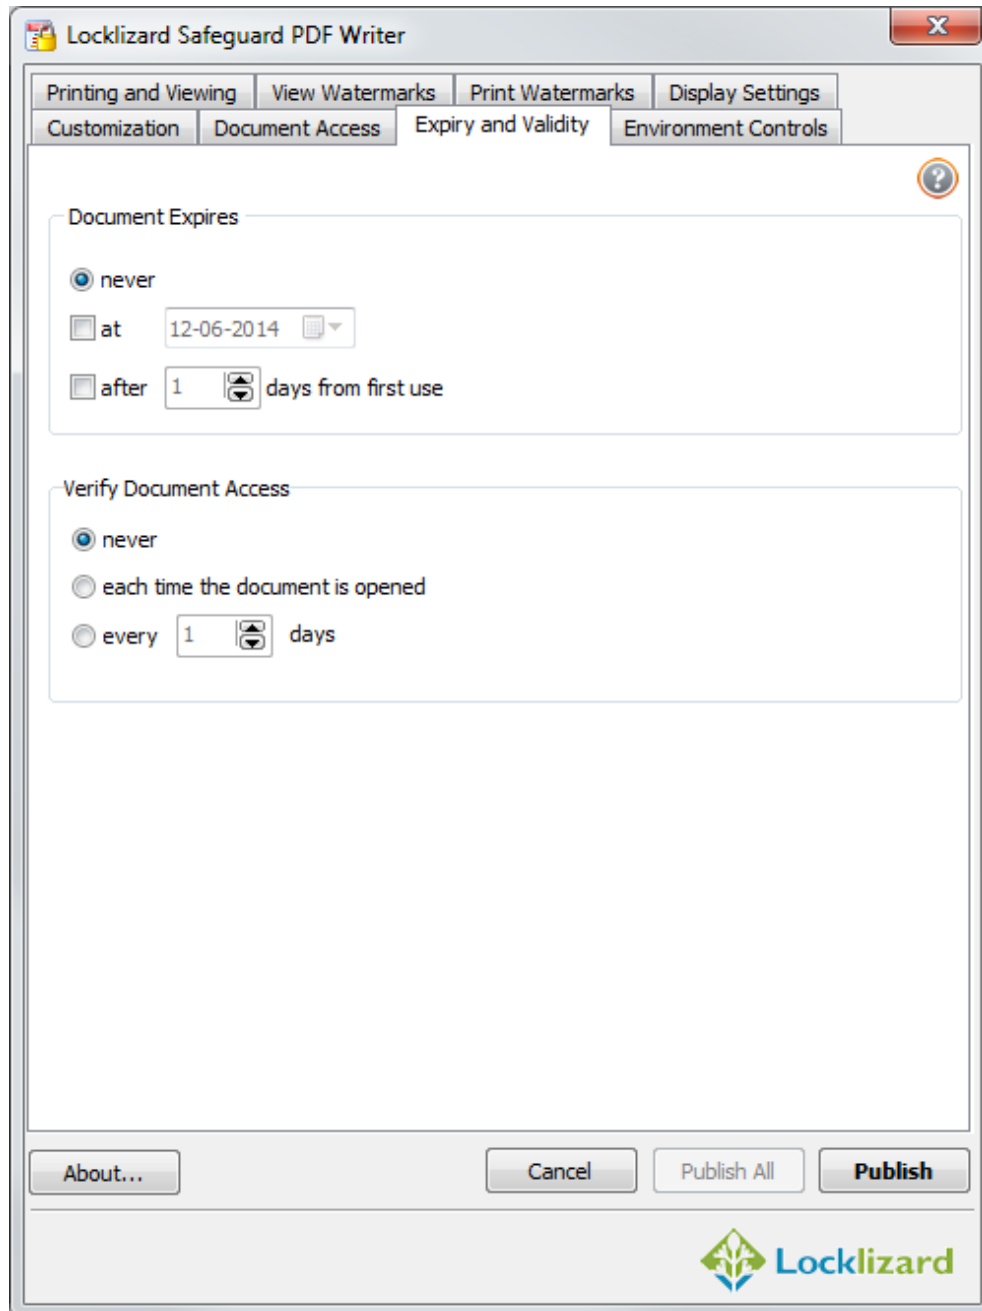 Locklizard Safeguard PDF Writer
x
Printing and Viewing View Watermarks Print Watermarks Display Settings
Customization Document Access Expiry and Validity Environment Controls
?
Document Expires
never
at 12-06-2014
after 1 days from first use
Verify Document Access
never
each time the document is opened
every 1 days
About... Cancel Publish All Publish
Locklizard